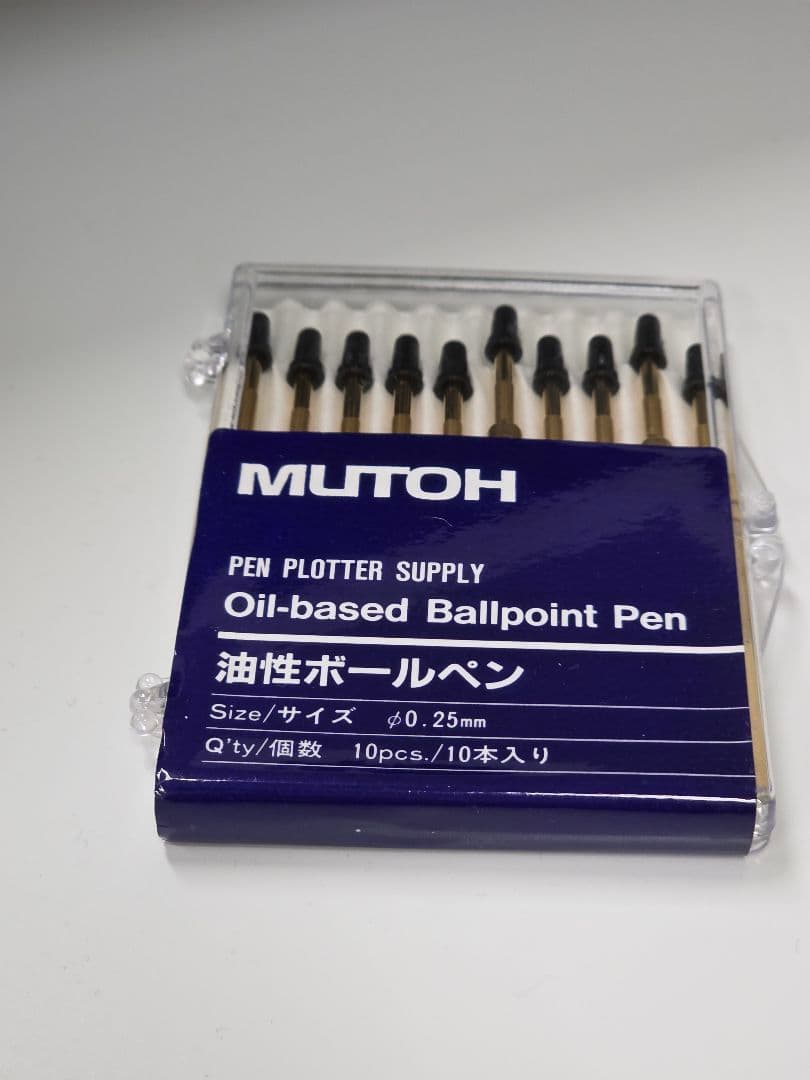 MUTOH
PEN PLOTTER SUPPLY
Oil-based Ballpoint Pen
油性ボールペン
Size/サイズ φ0.25mm
Q'ty/個数 10pcs./10本入り